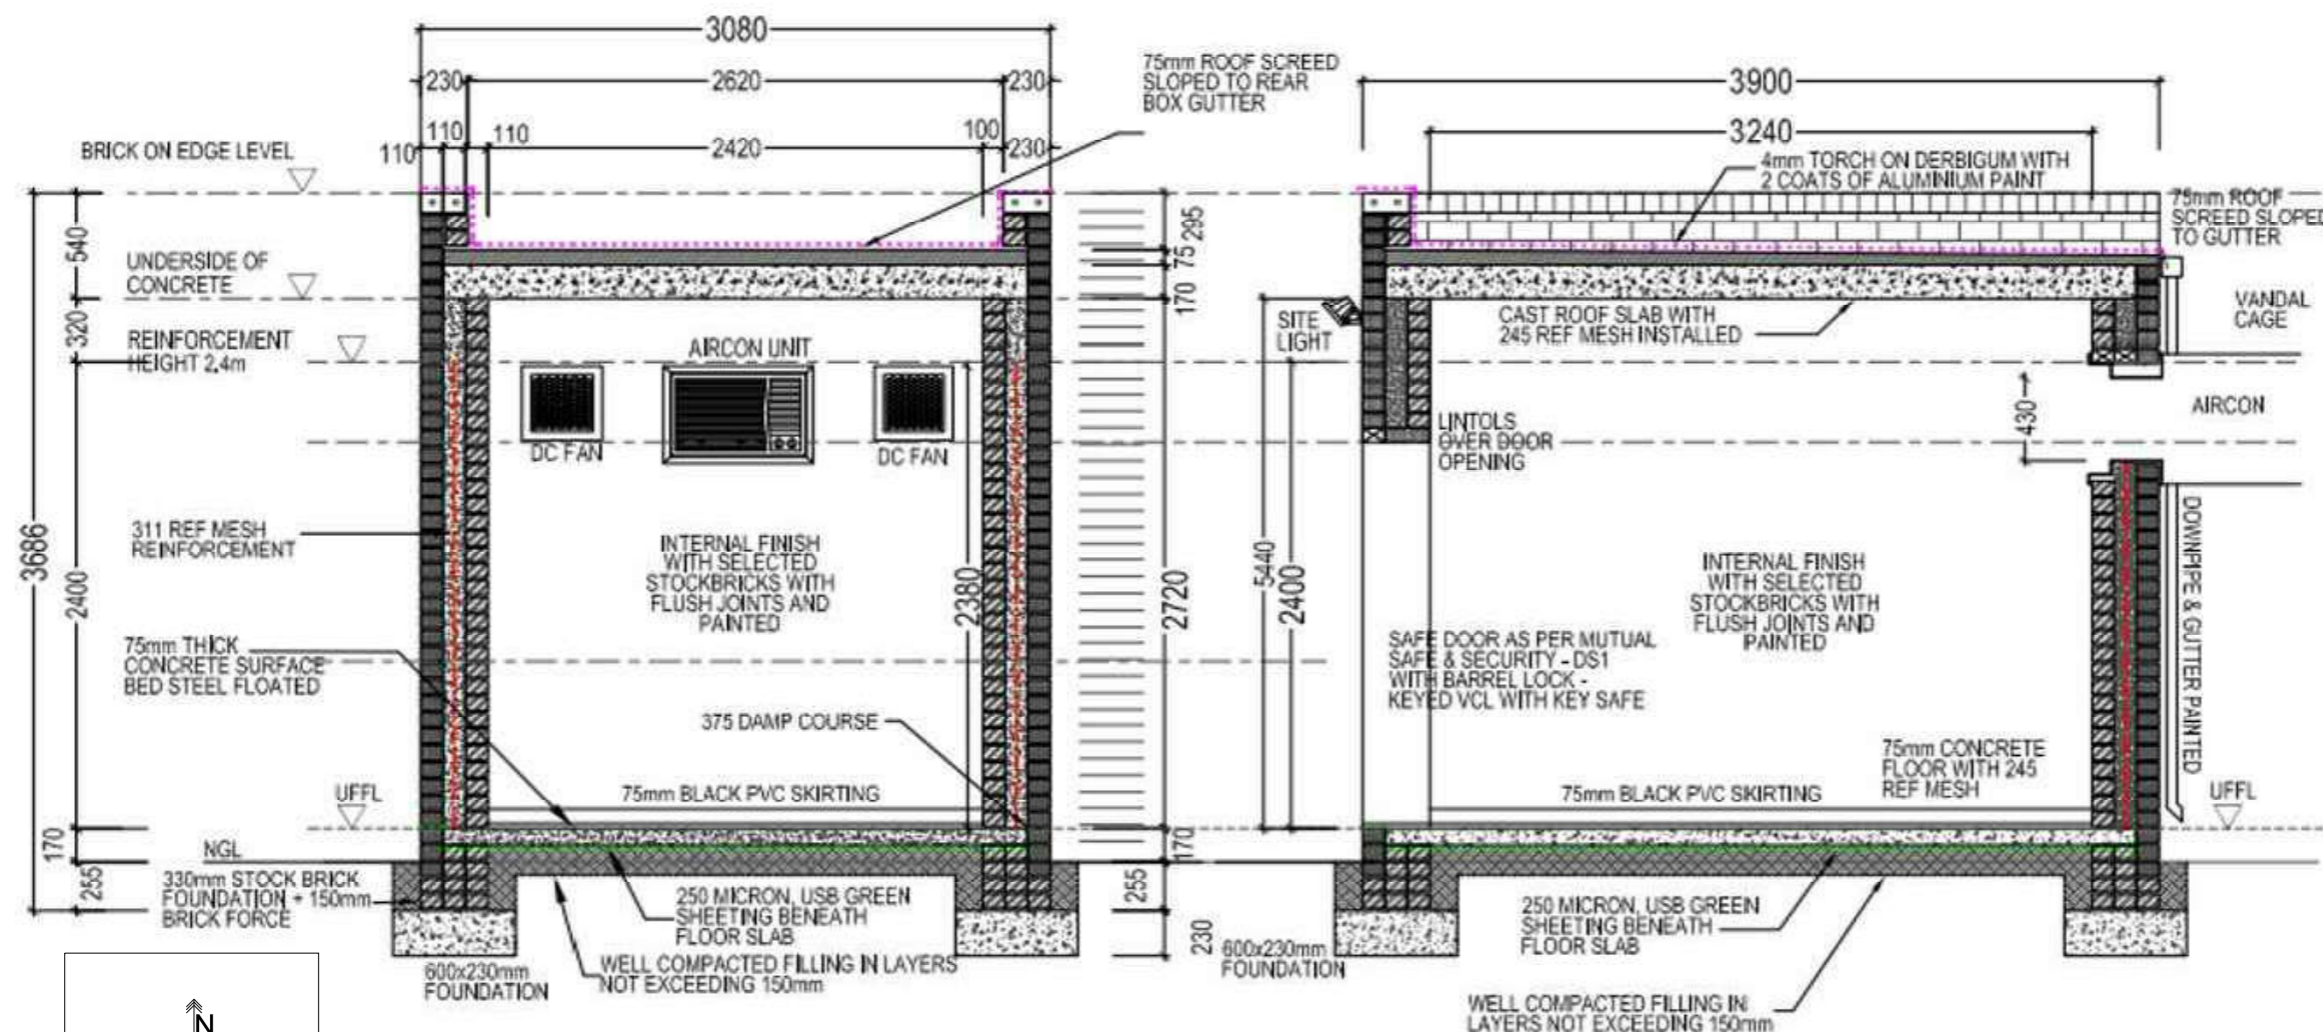 3080
230
2620
230
110
110
110
2420
100
230
BRICK ON EDGE LEVEL
75mm ROOF SCREED
SLOPED TO REAR
BOX GUTTER
540
UNDERSIDE OF
CONCRETE
320
REINFORCEMENT
HEIGHT 2.4m
AIRCON UNIT
DC FAN
DC FAN
3686
2400
311 REF MESH
REINFORCEMENT
INTERNAL FINISH
WITH SELECTED
STOCKBRICKS WITH
FLUSH JOINTS AND
PAINTED
2380
75mm THICK
CONCRETE SURFACE
BED STEEL FLOATED
375 DAMP COURSE
75mm BLACK PVC SKIRTING
UFFL
170
NGL
255
330mm STOCK BRICK
FOUNDATION + 150mm
BRICK FORCE
250 MICRON, USB GREEN
SHEETING BENEATH
FLOOR SLAB
600x230mm
FOUNDATION
WELL COMPACTED FILLING IN LAYERS
NOT EXCEEDING 150mm
295
75
170
2720
170
255
230
N
3900
3240
4mm TORCH ON DERBIGUM WITH
2 COATS OF ALUMINIUM PAINT
75mm ROOF
SCREED SLOPED
TO GUTTER
SITE
LIGHT
CAST ROOF SLAB WITH
245 REF MESH INSTALLED
VANDAL
CAGE
430
AIRCON
LINTOLS
OVER DOOR
OPENING
5440
2400
INTERNAL FINISH
WITH SELECTED
STOCKBRICKS WITH
FLUSH JOINTS AND
PAINTED
DOWNPIPE & GUTTER PAINTED
SAFE DOOR AS PER MUTUAL
SAFE & SECURITY - DS1
WITH BARREL LOCK -
KEYED VCL WITH KEY SAFE
75mm CONCRETE
FLOOR WITH 245
REF MESH
75mm BLACK PVC SKIRTING
UFFL
600x230mm
FOUNDATION
250 MICRON, USB GREEN
SHEETING BENEATH
FLOOR SLAB
WELL COMPACTED FILLING IN
LAYERS NOT EXCEEDING 150mm